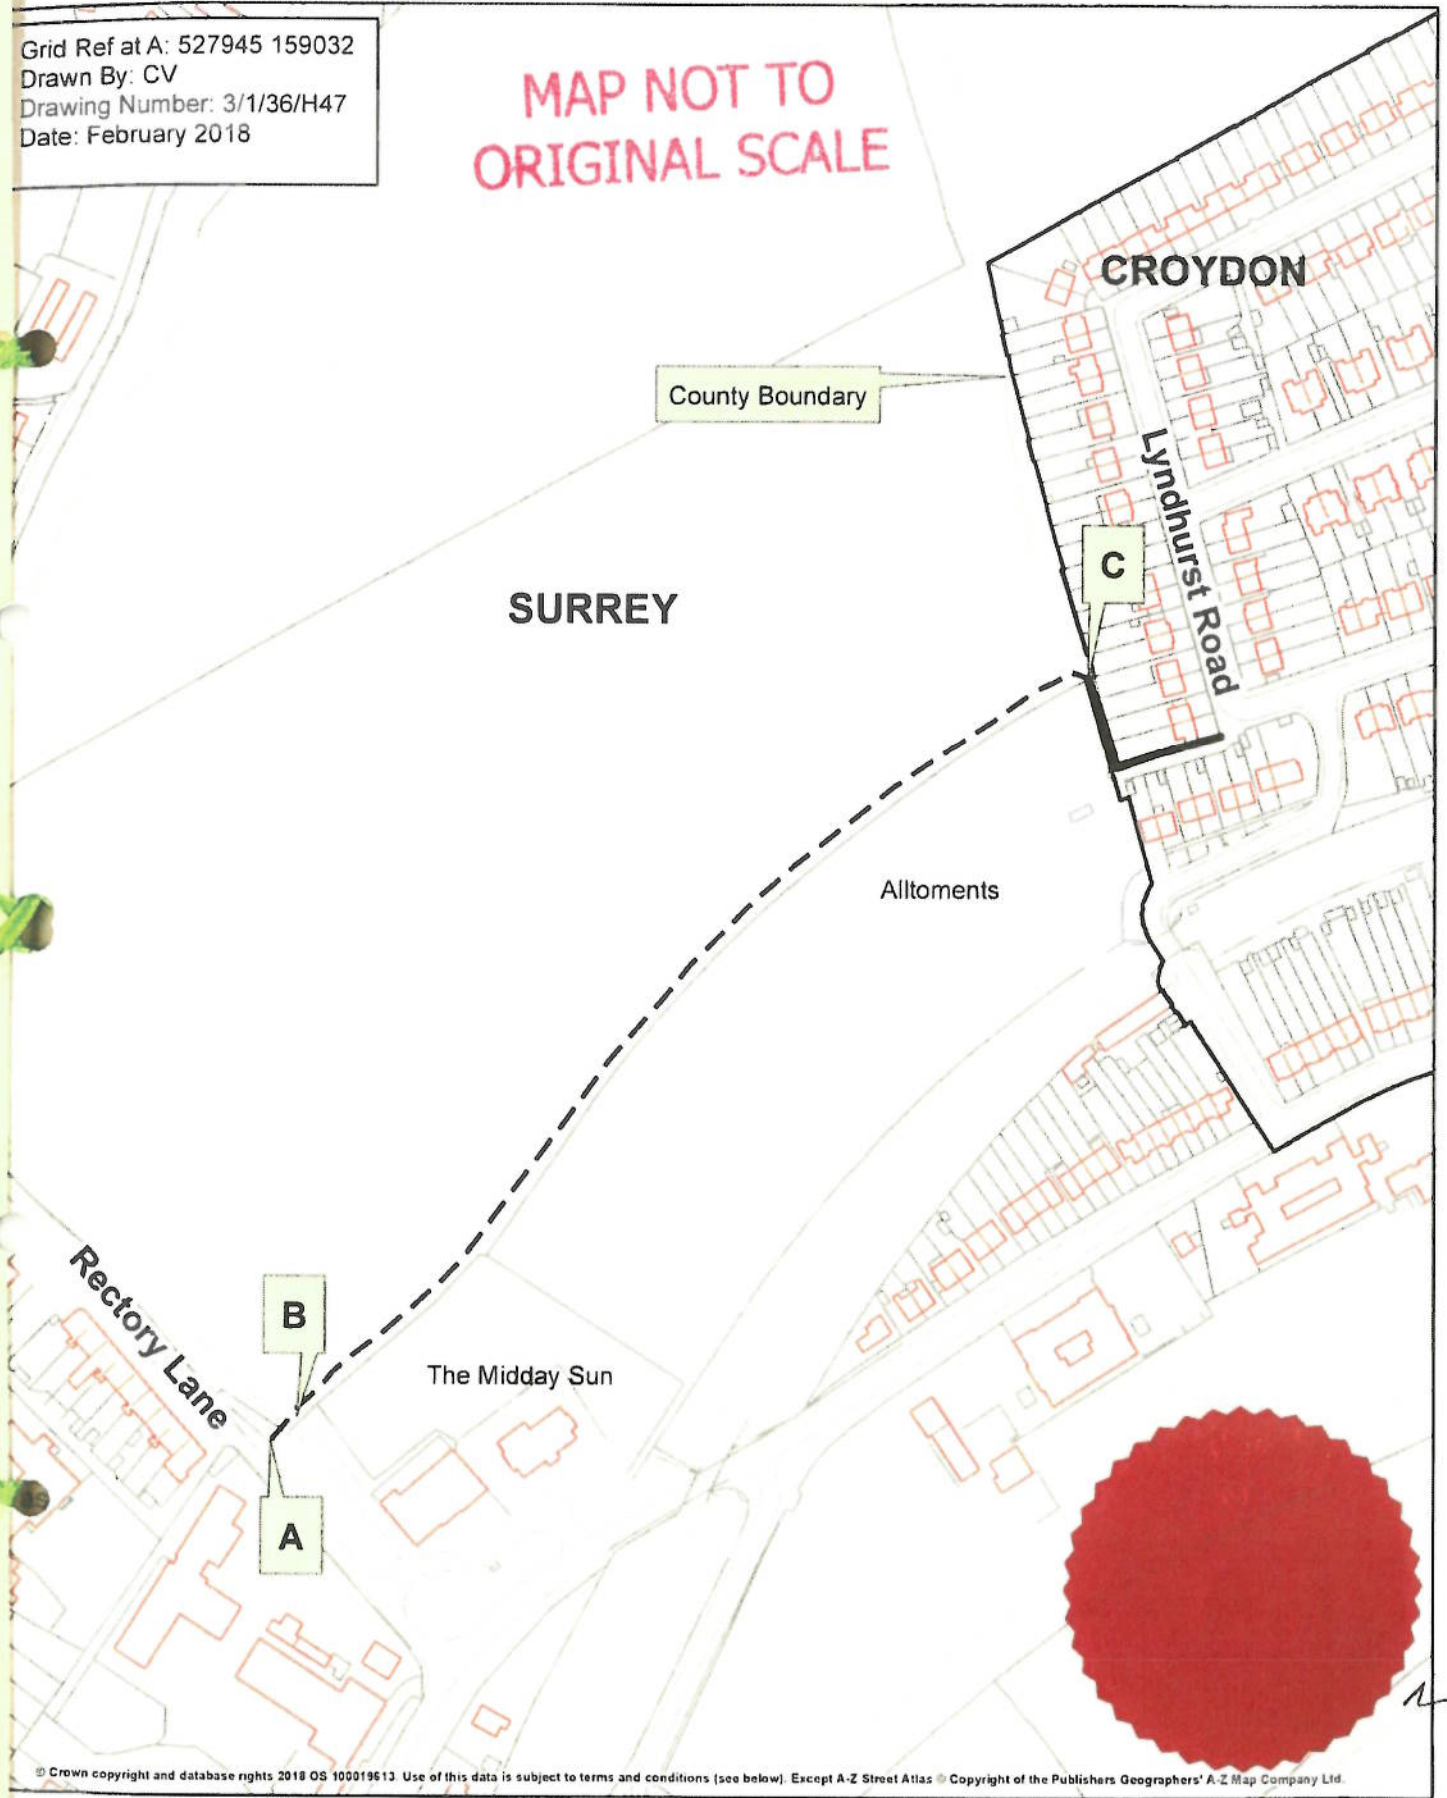 Grid Ref at A: 527945 159032
Drawn By: CV
Drawing Number: 3/1/36/H47
Date: February 2018
MAP NOT TO
ORIGINAL SCALE
CROYDON
County Boundary
Lyndhurst Road
C
SURREY
Alltoments
Rectory Lane
B
The Midday Sun
A
© Crown copyright and database rights 2018 OS 100019613. Use of this data is subject to terms and conditions (see below). Except A-Z Street Atlas © Copyright of the Publishers Geographers' A-Z Map Company Ltd.